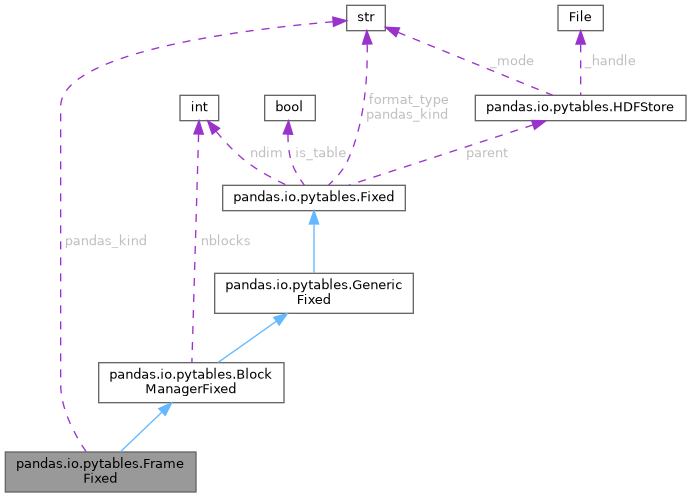 str
File
_mode
_handle
int
bool
format_type
pandas_kind
pandas.io.pytables.HDFStore
ndim
is_table
parent
pandas.io.pytables.Fixed
pandas_kind
nblocks
pandas.io.pytables.Generic
Fixed
pandas.io.pytables.Block
ManagerFixed
pandas.io.pytables.Frame
Fixed